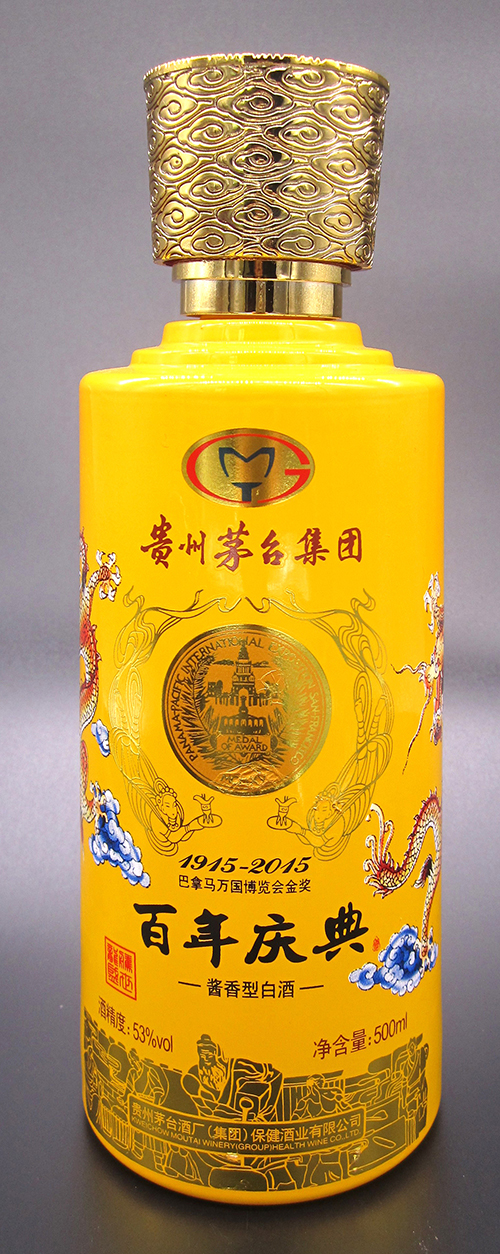 贵州茅台集团
PANAMA-PACIFIC INTERNATIONAL EXPOSITION SAN FRANCISCO
MEDAL
OF AWARD
1915-2015
巴拿马万国博览会金奖
百年庆典
酱香型白酒
酒精度:53%vol
净含量:500ml
贵州茅台酒厂(集团)保健酒业有限公司
KWEICHOW MOUTAI WINERY(GROUP)HEALTH WINE CO.,LTD.